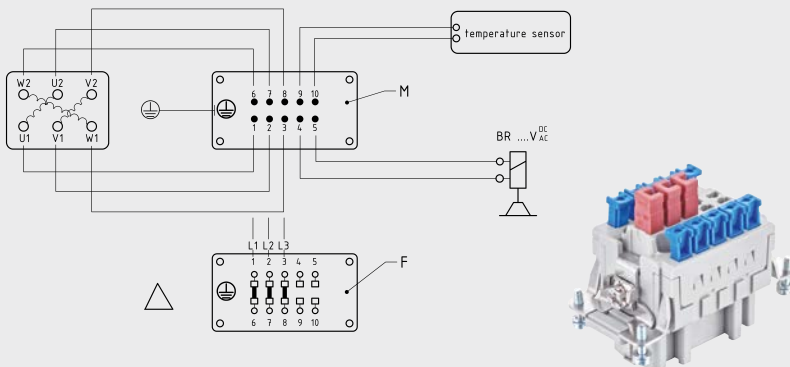 temperature sensor
W2 U2 V2
U1 V1 W1
6 7 8 9 10
1 2 3 4 5
M
BR ....V DC AC
L1 L2 L3
1 2 3 4 5
6 7 8 9 10
F